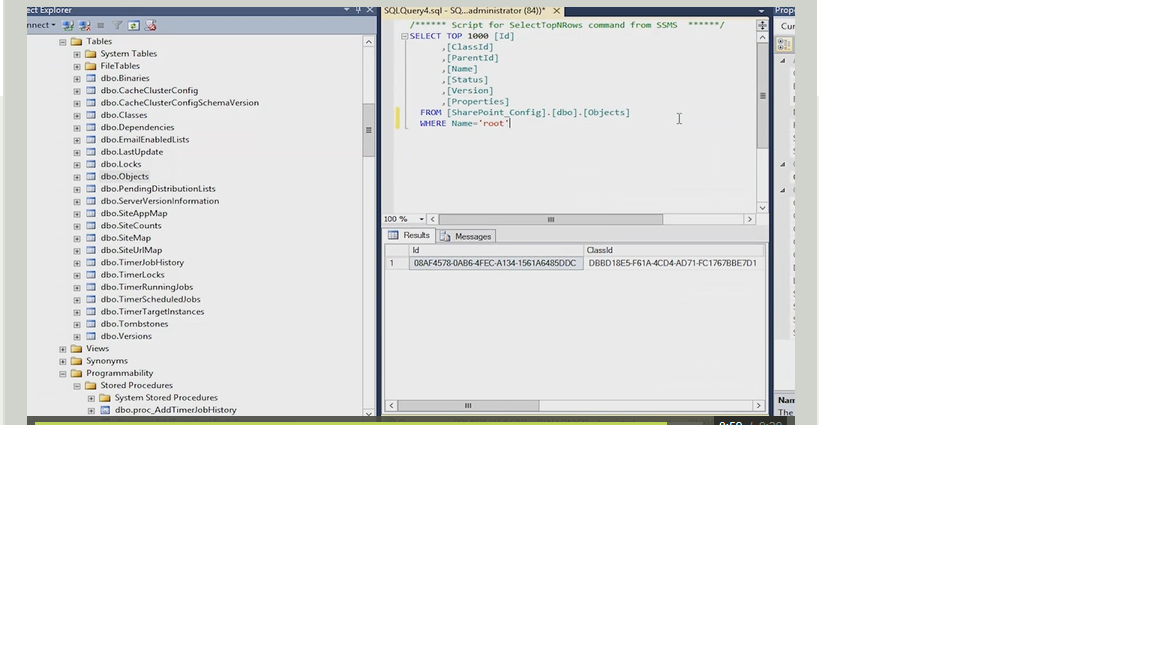 ect Explorer
SQLQuery4.sql - SQ...administrator (84))*
Prop
nnect
Cur
Tables
System Tables
FileTables
dbo.Binaries
dbo.CacheClusterConfig
dbo.CacheClusterConfigSchemaVersion
dbo.Classes
dbo.Dependencies
dbo.EmailEnabledLists
dbo.LastUpdate
dbo.Locks
dbo.Objects
dbo.PendingDistributionLists
dbo.ServerVersionInformation
dbo.SiteAppMap
dbo.SiteCounts
dbo.SiteMap
dbo.SiteUrlMap
dbo.TimerJobHistory
dbo.TimerLocks
dbo.TimerRunningJobs
dbo.TimerScheduledJobs
dbo.TimerTargetInstances
dbo.Tombstones
dbo.Versions
Views
Synonyms
Programmability
Stored Procedures
System Stored Procedures
dbo.proc_AddTimerJobHistory
/****** Script for SelectTopNRows command from SSMS ******/
SELECT TOP 1000 [Id]
,[ClassId]
,[ParentId]
,[Name]
,[Status]
,[Version]
,[Properties]
FROM [SharePoint_Config].[dbo].[Objects]
WHERE Name='root'
100 %
Results Messages
Id ClassId
1 08AF4578-0AB6-4FEC-A134-1561A6485DDC DBBD18E5-F61A-4CD4-AD71-FC1767BBE7D1
Nam
The